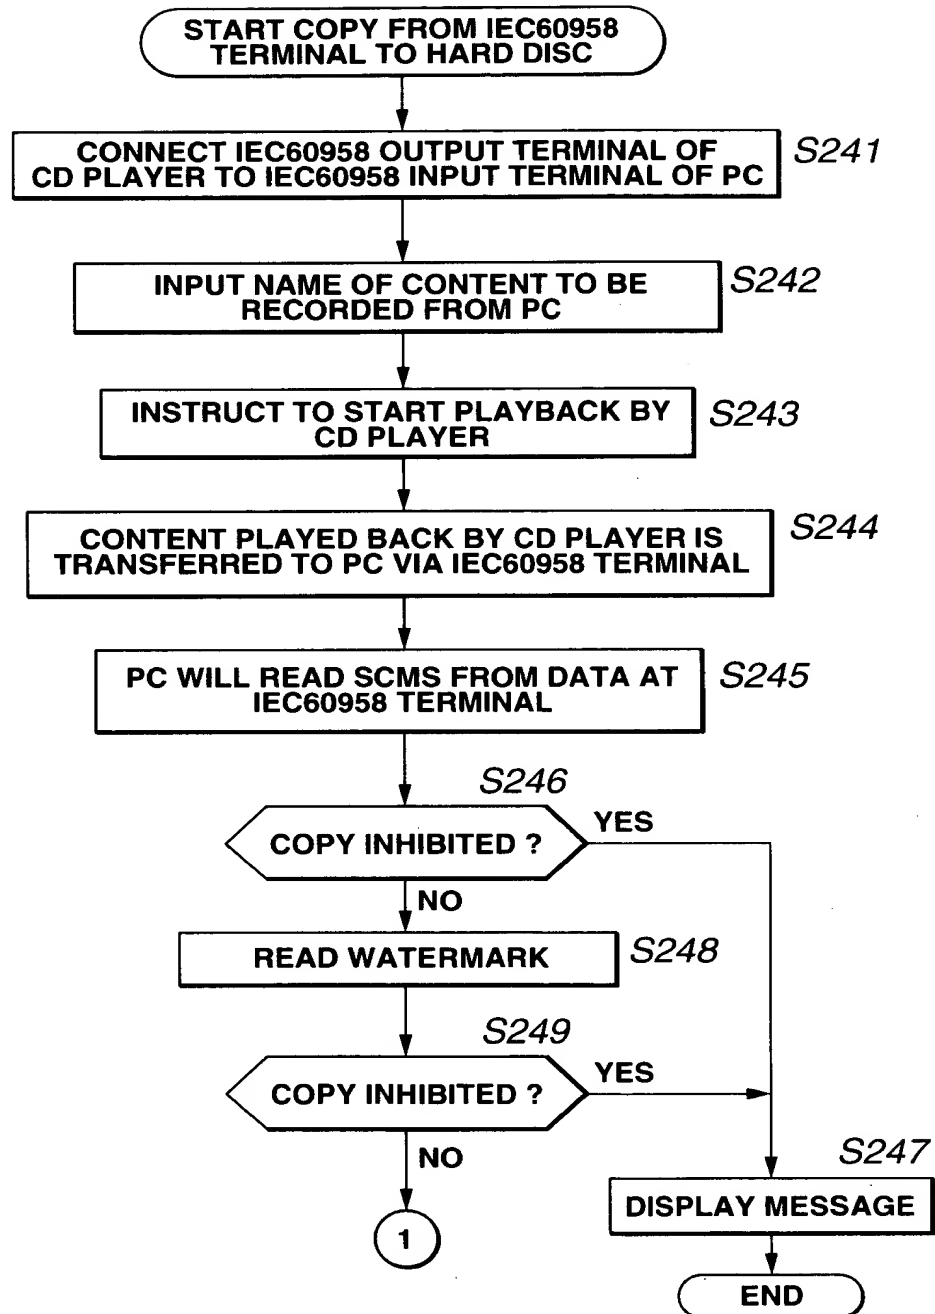 START COPY FROM IEC60958
TERMINAL TO HARD DISC
CONNECT IEC60958 OUTPUT TERMINAL OF
CD PLAYER TO IEC60958 INPUT TERMINAL OF PC
S241
INPUT NAME OF CONTENT TO BE
RECORDED FROM PC
S242
INSTRUCT TO START PLAYBACK BY
CD PLAYER
S243
CONTENT PLAYED BACK BY CD PLAYER IS
TRANSFERRED TO PC VIA IEC60958 TERMINAL
S244
PC WILL READ SCMS FROM DATA AT
IEC60958 TERMINAL
S245
S246
COPY INHIBITED ?
YES
NO
READ WATERMARK
S248
S249
COPY INHIBITED ?
YES
NO
S247
DISPLAY MESSAGE
1
END